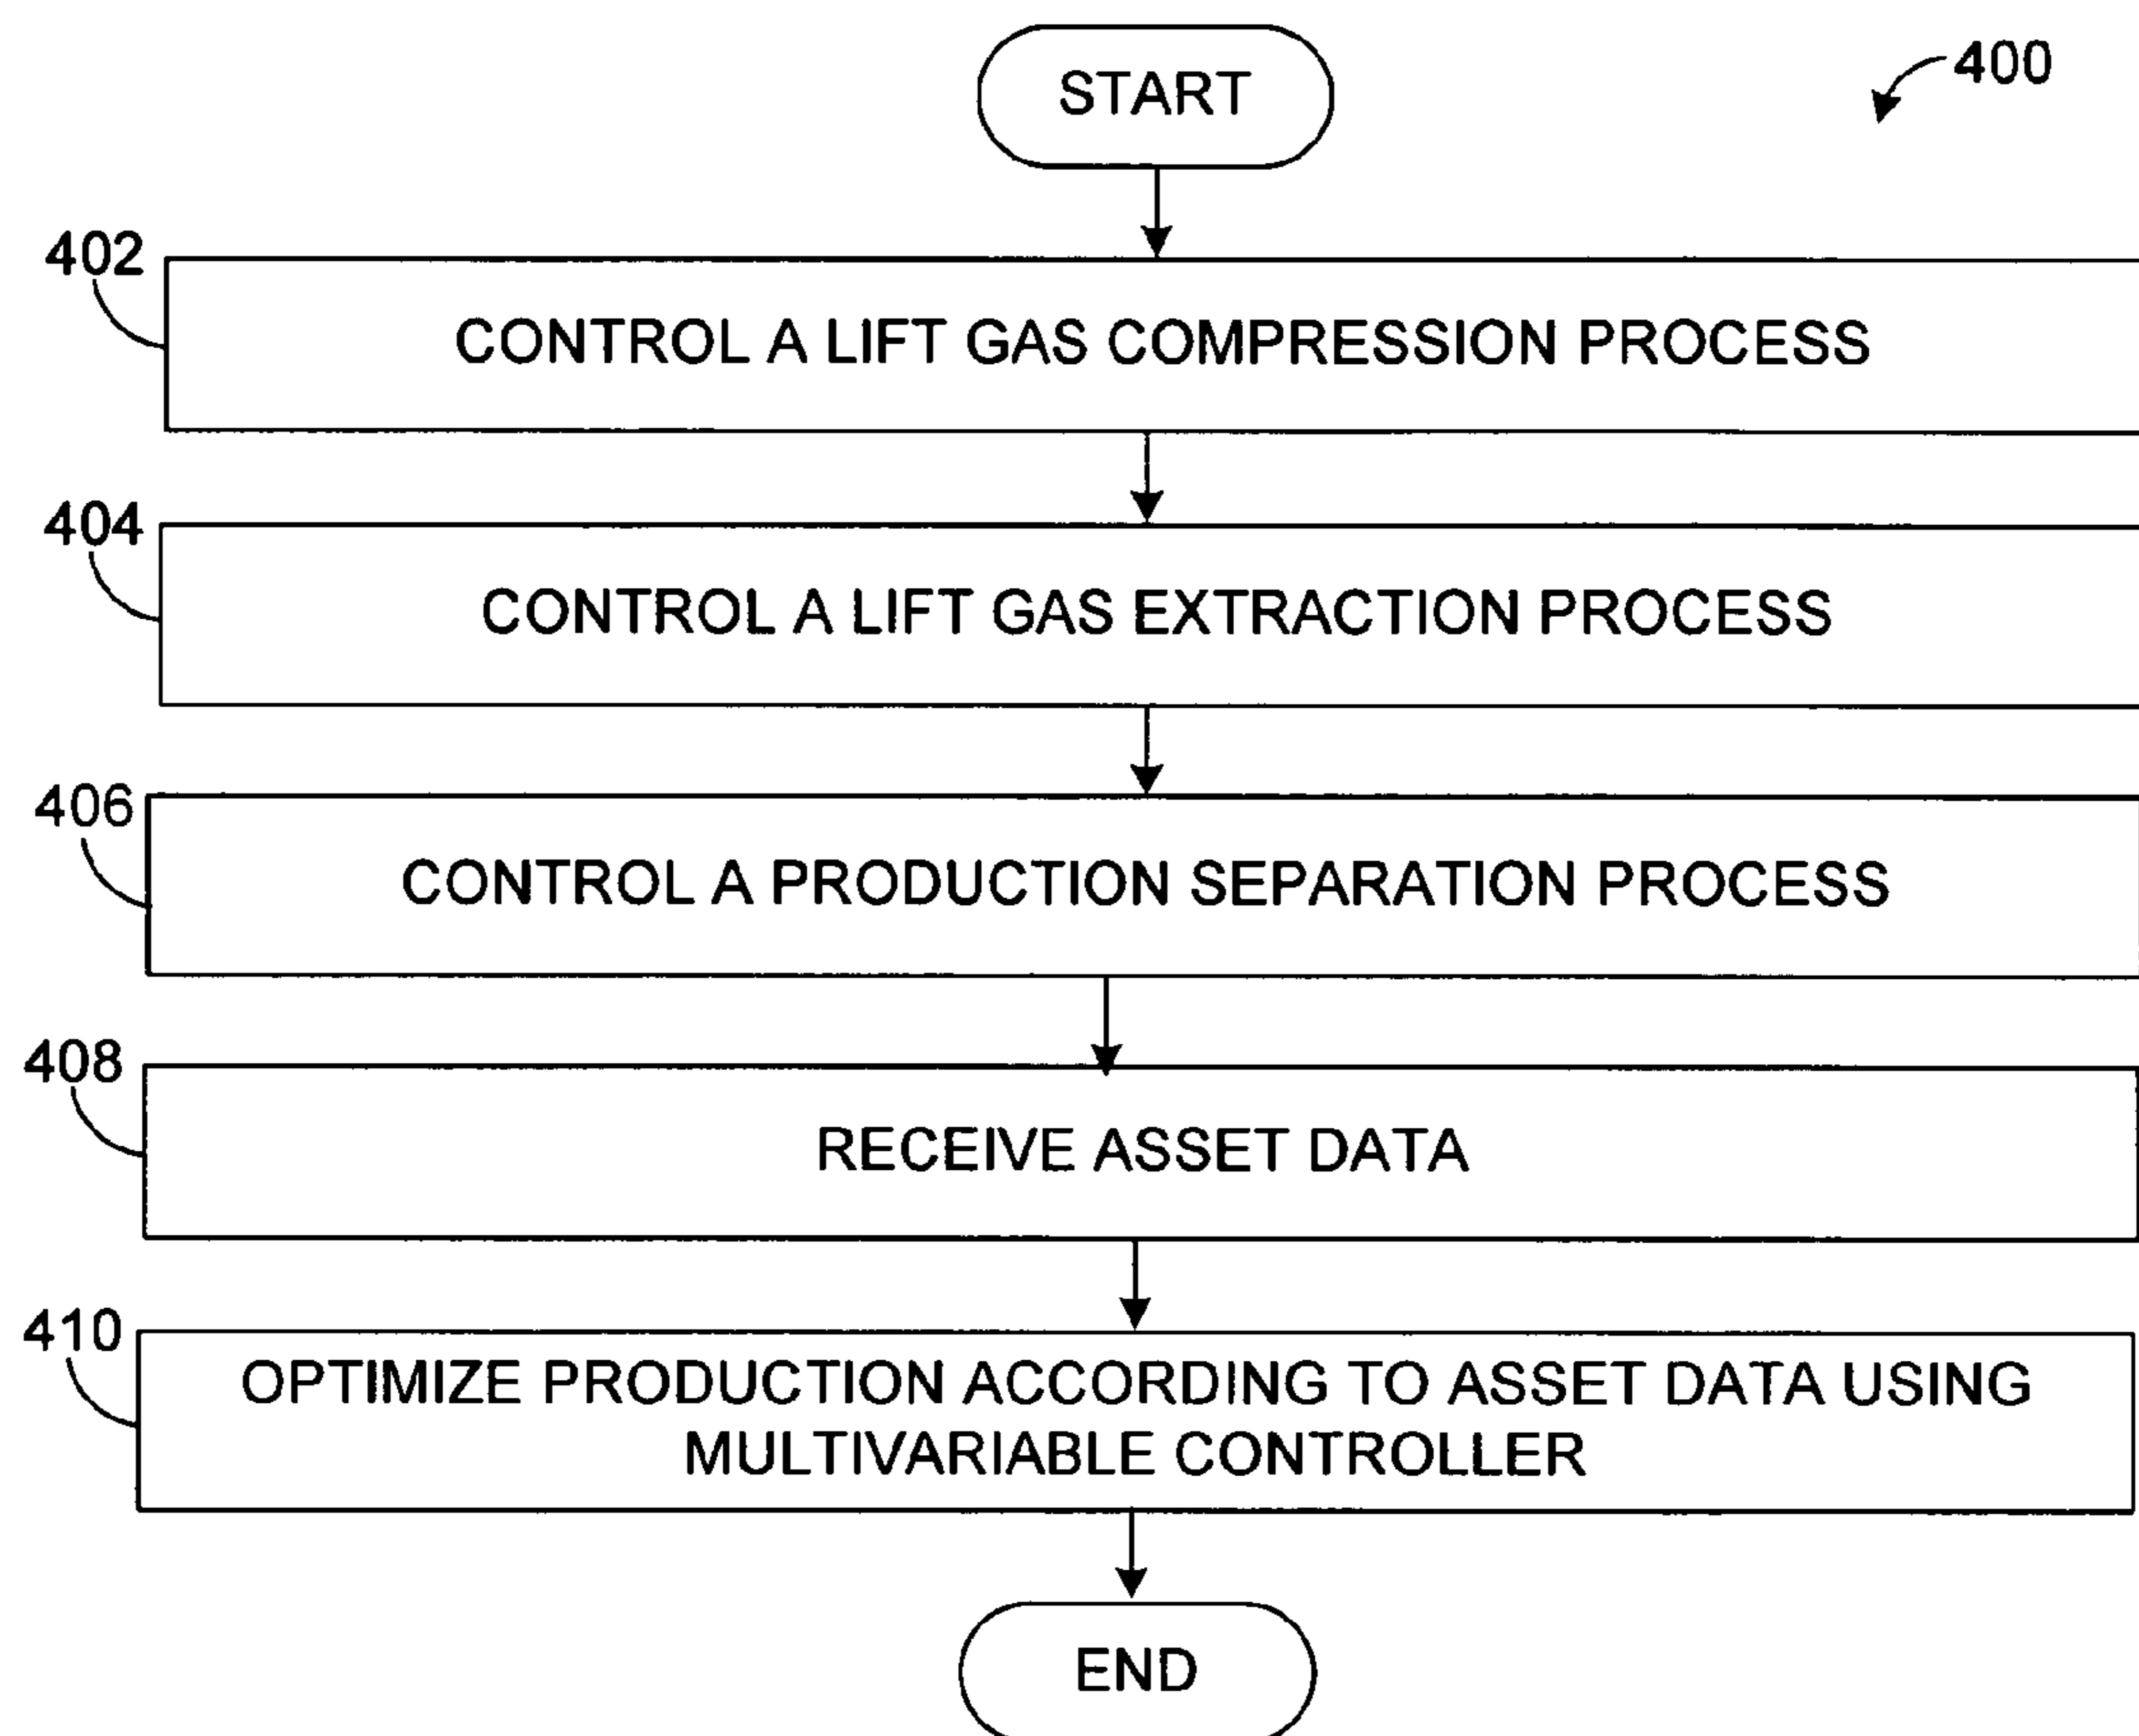 START
400
402
CONTROL A LIFT GAS COMPRESSION PROCESS
404
CONTROL A LIFT GAS EXTRACTION PROCESS
406
CONTROL A PRODUCTION SEPARATION PROCESS
408
RECEIVE ASSET DATA
410
OPTIMIZE PRODUCTION ACCORDING TO ASSET DATA USING
MULTIVARIABLE CONTROLLER
END